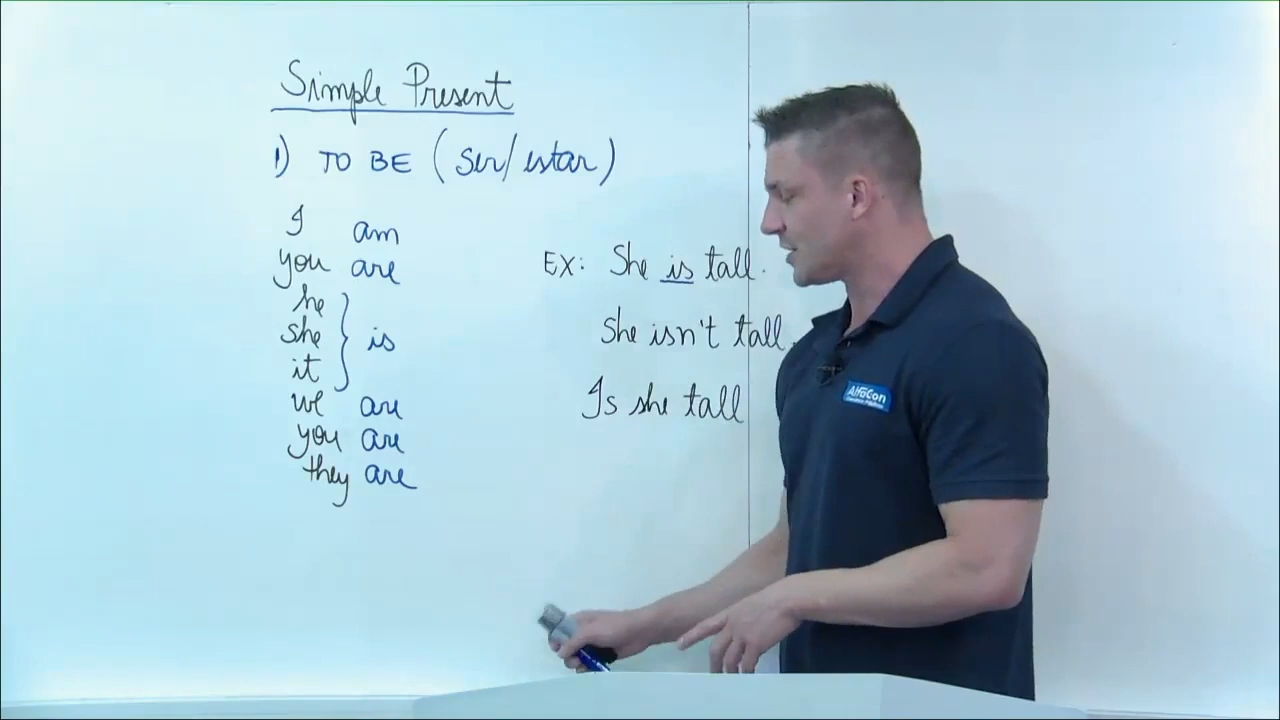 Simple Present
1) TO BE (ser/estar)
I am
you are
he
she is
it
we are
you are
they are
EX: She is tall.
She isn't tall.
Is she tall
AlfaCon